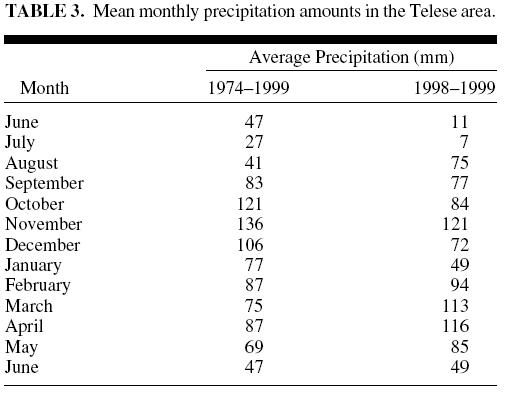 TABLE 3. Mean monthly precipitation amounts in the Telese area.
Average Precipitation (mm)
Month 1974–1999 1998–1999
June 47 11
July 27 7
August 41 75
September 83 77
October 121 84
November 136 121
December 106 72
January 77 49
February 87 94
March 75 113
April 87 116
May 69 85
June 47 49